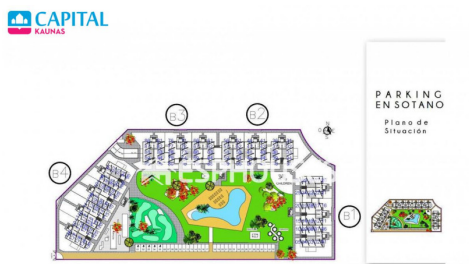 CAPITAL
KAUNAS
PARKING
EN SOTANO
Plano de
Situación
B3
B2
B4
B1